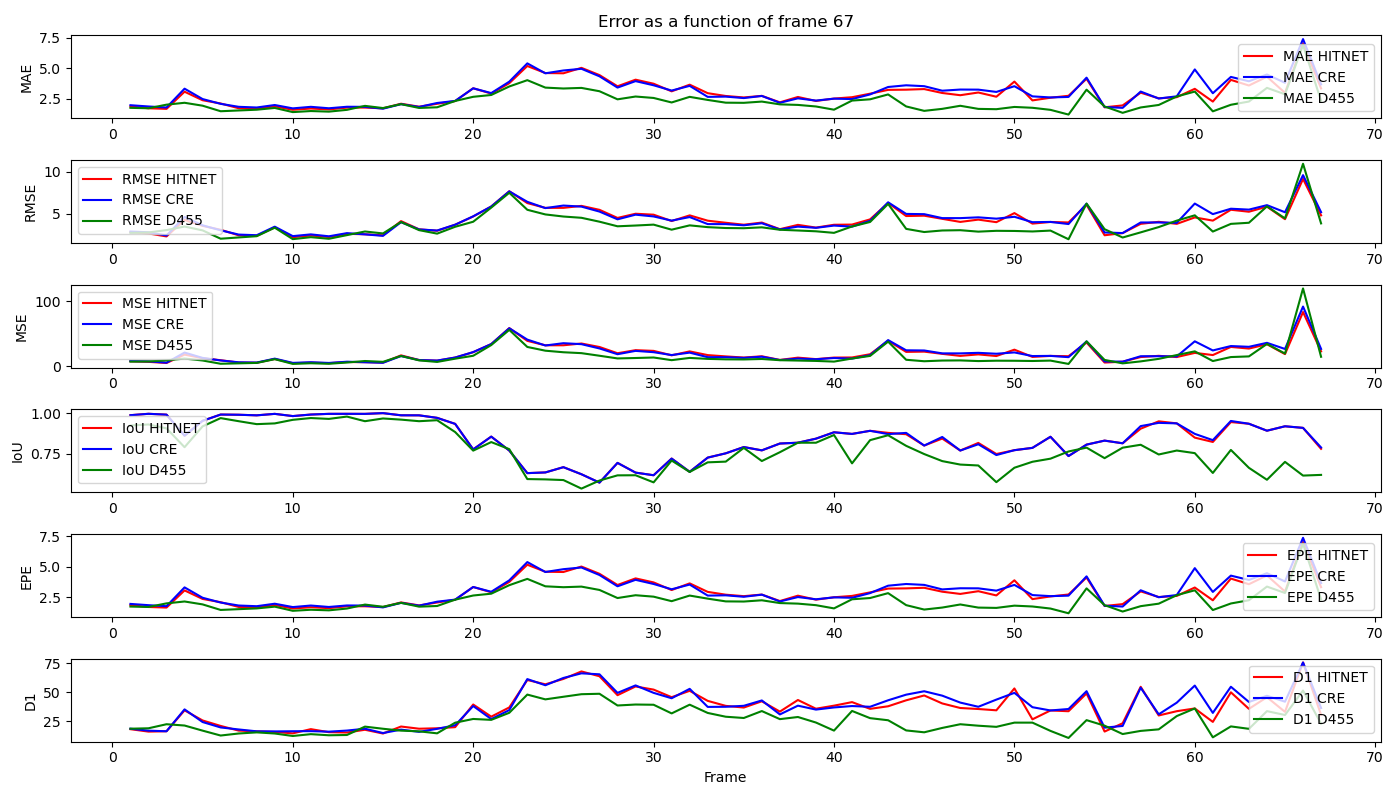 Error as a function of frame 67
7.5
5.0
2.5
MAE
MAE HITNET
MAE CRE
MAE D455
0 10 20 30 40 50 60 70
10
5
RMSE
RMSE HITNET
RMSE CRE
RMSE D455
0 10 20 30 40 50 60 70
100
0
MSE
MSE HITNET
MSE CRE
MSE D455
0 10 20 30 40 50 60 70
1.00
0.75
IoU
IoU HITNET
IoU CRE
IoU D455
0 10 20 30 40 50 60 70
7.5
5.0
2.5
EPE
EPE HITNET
EPE CRE
EPE D455
0 10 20 30 40 50 60 70
75
50
25
D1
D1 HITNET
D1 CRE
D1 D455
0 10 20 30 40 50 60 70
Frame